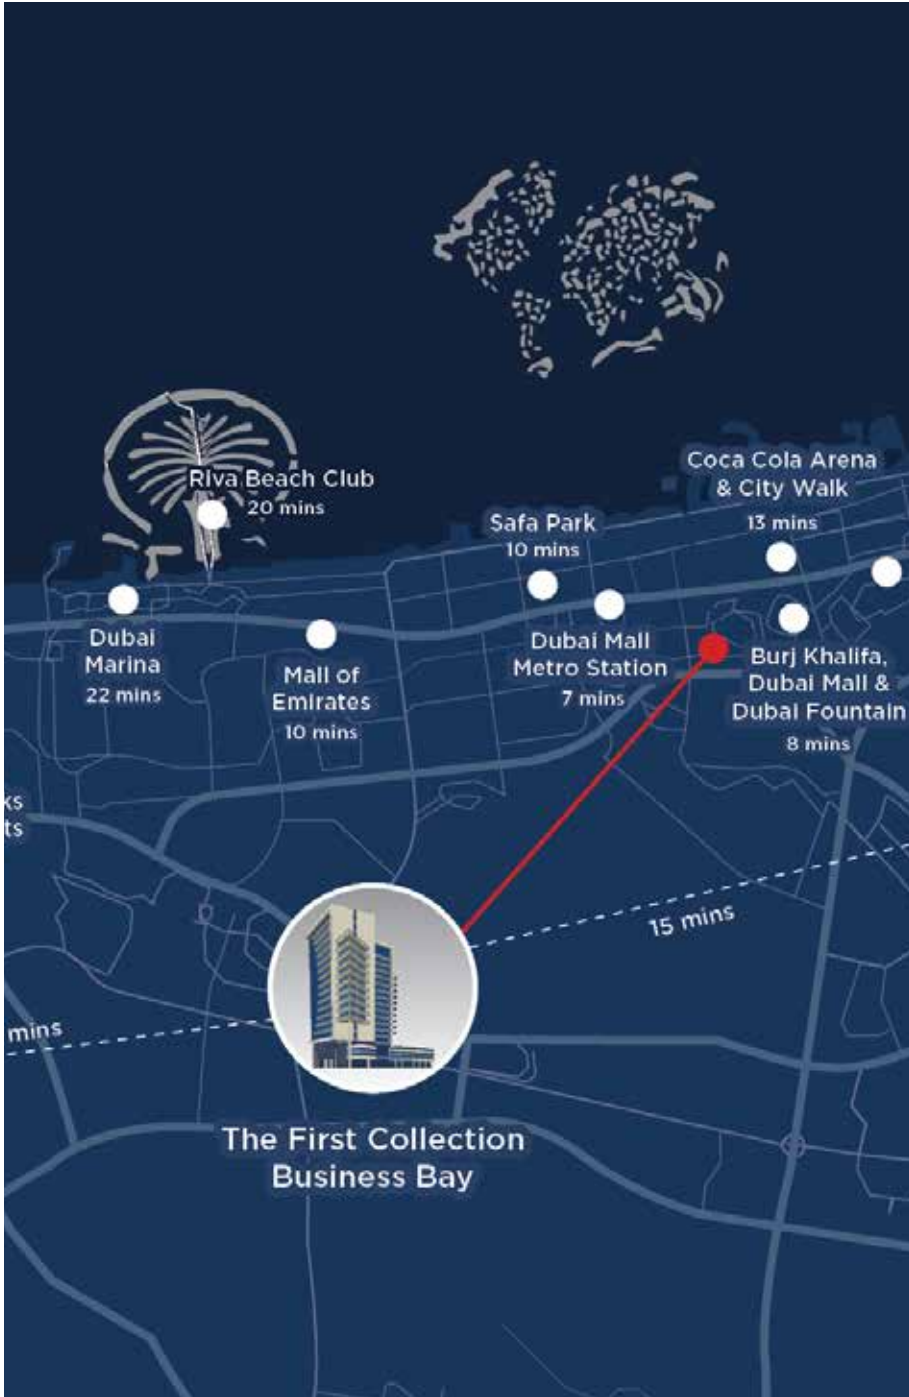 Riva Beach Club
20 mins
Coca Cola Arena
& City Walk
13 mins
Safa Park
10 mins
Dubai
Marina
22 mins
Mall of
Emirates
10 mins
Dubai Mall
Metro Station
7 mins
Burj Khalifa,
Dubai Mall &
Dubai Fountain
8 mins
ks
ts
15 mins
mins
The First Collection
Business Bay